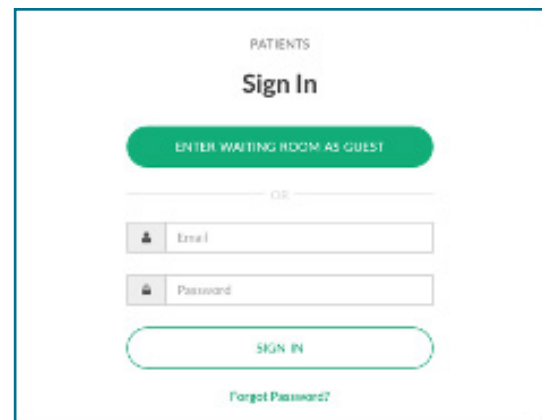 PATIENTS
Sign In
ENTER WAITING ROOM AS GUEST
OR
Email
Password
SIGN IN
Forgot Password?